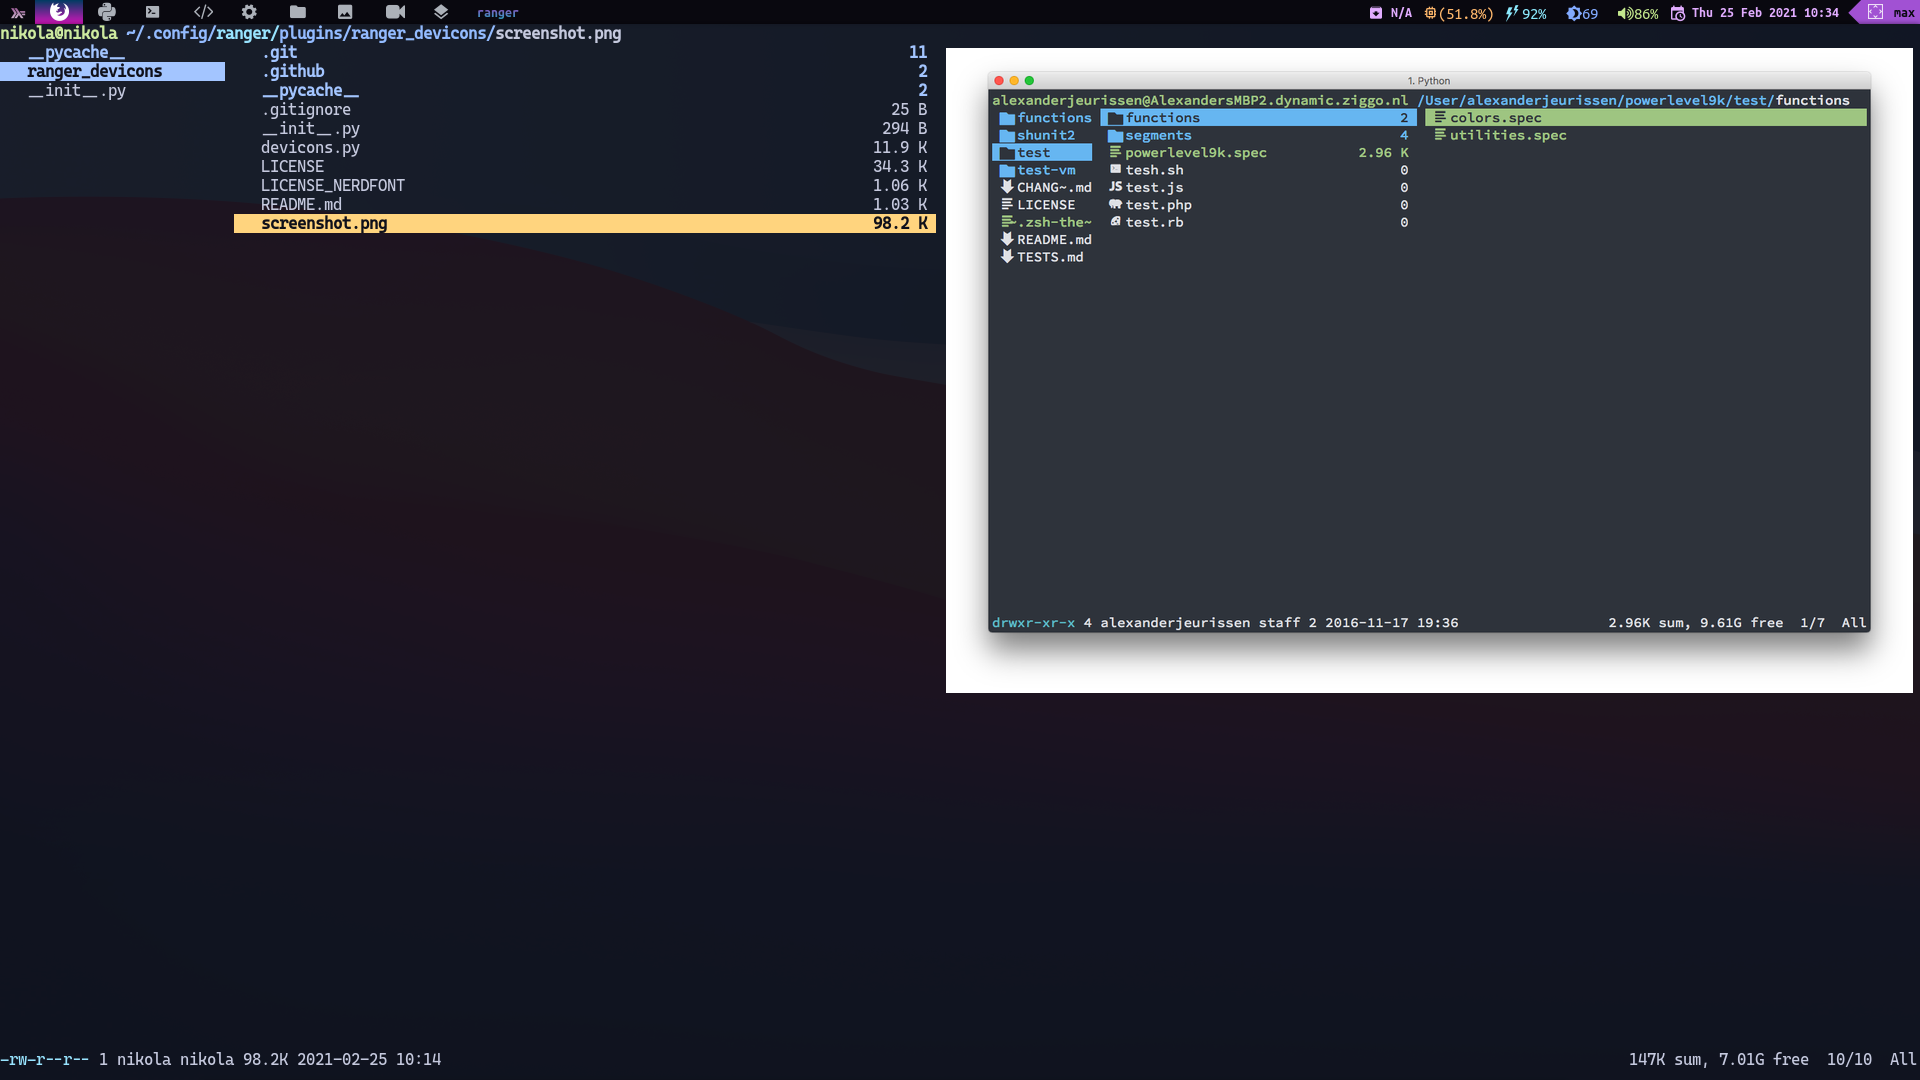 ranger N/A (51.8%) 92% 69 86% Thu 25 Feb 2021 10:34 max
nikola@nikola ~/.config/ranger/plugins/ranger_devicons/screenshot.png
__pycache__
ranger_devicons
__init__.py
.git 11
.github 2
__pycache__ 2
.gitignore 25 B
__init__.py 294 B
devicons.py 11.9 K
LICENSE 34.3 K
LICENSE_NERDFONT 1.06 K
README.md 1.03 K
screenshot.png 98.2 K
1. Python
alexanderjeurissen@AlexandersMBP2.dynamic.ziggo.nl /User/alexanderjeurissen/powerlevel9k/test/functions
functions
shunit2
test
test-vm
CHANG~.md
LICENSE
.zsh-the~
README.md
TESTS.md
functions 2
segments 4
powerlevel9k.spec 2.96 K
tesh.sh 0
JS test.js 0
test.php 0
test.rb 0
colors.spec
utilities.spec
drwxr-xr-x 4 alexanderjeurissen staff 2 2016-11-17 19:36 2.96K sum, 9.61G free 1/7 All
-rw-r--r-- 1 nikola nikola 98.2K 2021-02-25 10:14 147K sum, 7.01G free 10/10 All